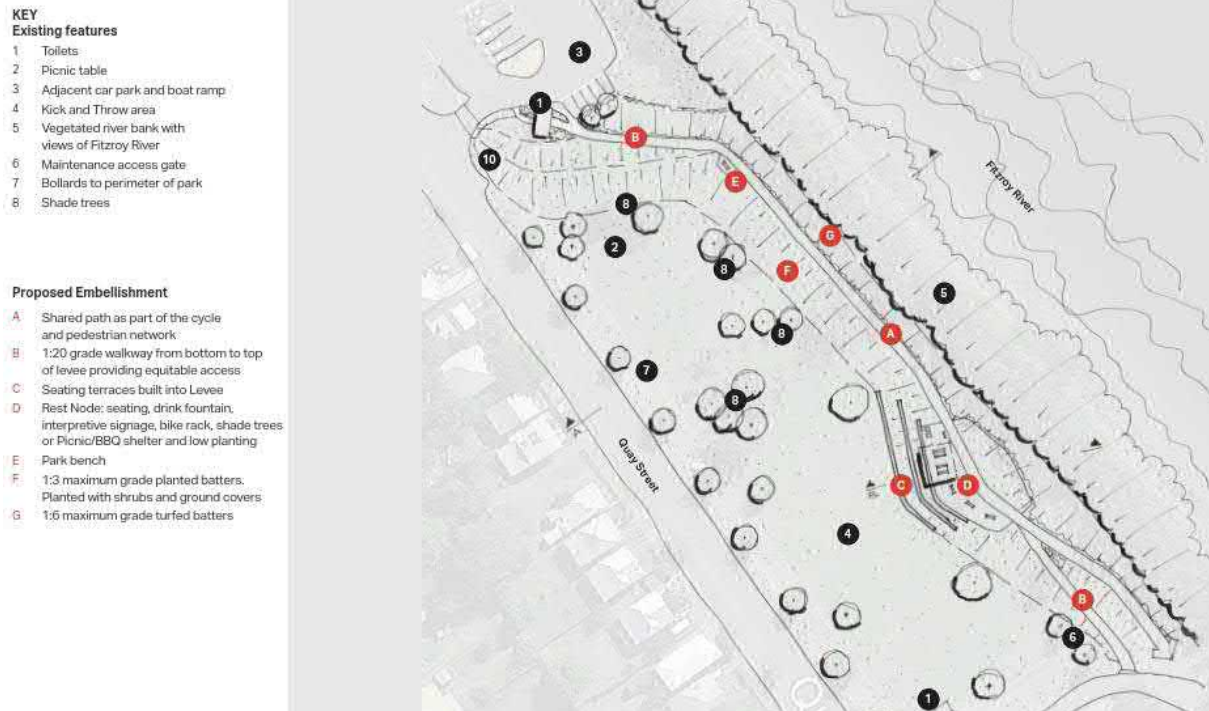 KEY
Existing features
1 Toilets
2 Picnic table
3 Adjacent car park and boat ramp
4 Kick and Throw area
5 Vegetated river bank with
views of Fitzroy River
6 Maintenance access gate
7 Bollards to perimeter of park
8 Shade trees
Proposed Embellishment
A Shared path as part of the cycle
and pedestrian network
B 1:20 grade walkway from bottom to top
of levee providing equitable access
C Seating terraces built into Levee
D Rest Node: seating, drink fountain,
interpretive signage, bike rack, shade trees
or Picnic/BBQ shelter and low planting
E Park bench
F 1:3 maximum grade planted batters.
Planted with shrubs and ground covers
G 1:6 maximum grade turfed batters
3
1
B
10
E
8
G
2
8
F
5
8
A
7
8
C
D
4
B
6
1
Fitzroy River
Quay Street